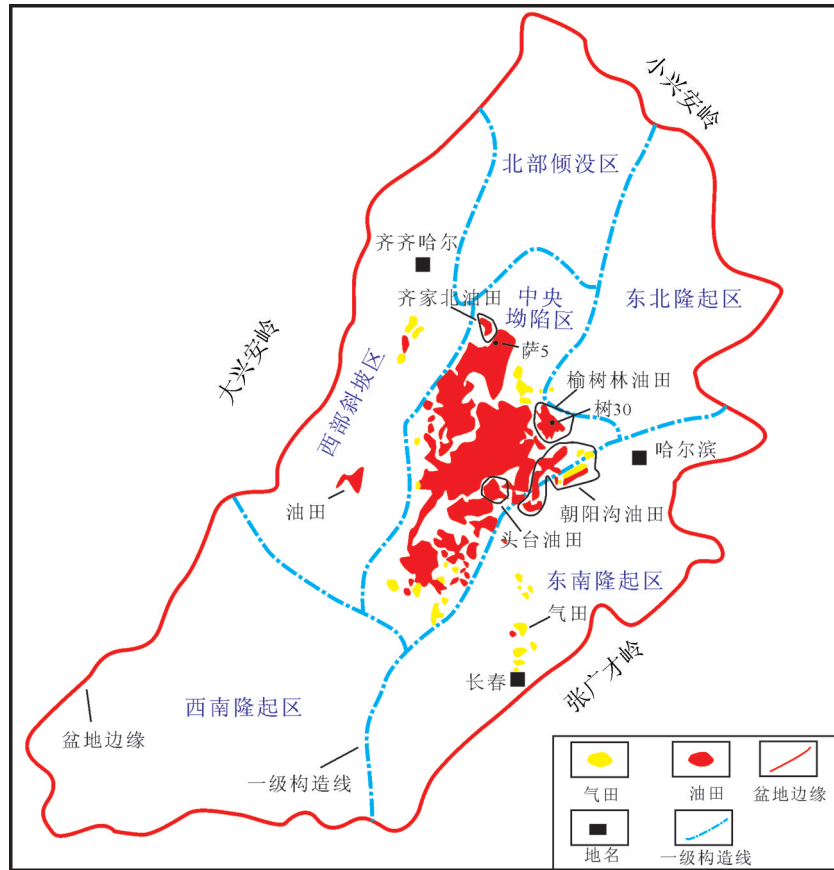 小兴安岭
北部倾没区
齐齐哈尔
齐家北油田
中央
坳陷区
东北隆起区
萨5
大兴安岭
西部斜坡区
榆树林油田
树30
哈尔滨
油田
朝阳沟油田
头台油田
东南隆起区
气田
长春
张广才岭
西南隆起区
盆地边缘
一级构造线
气田
油田
盆地边缘
地名
一级构造线